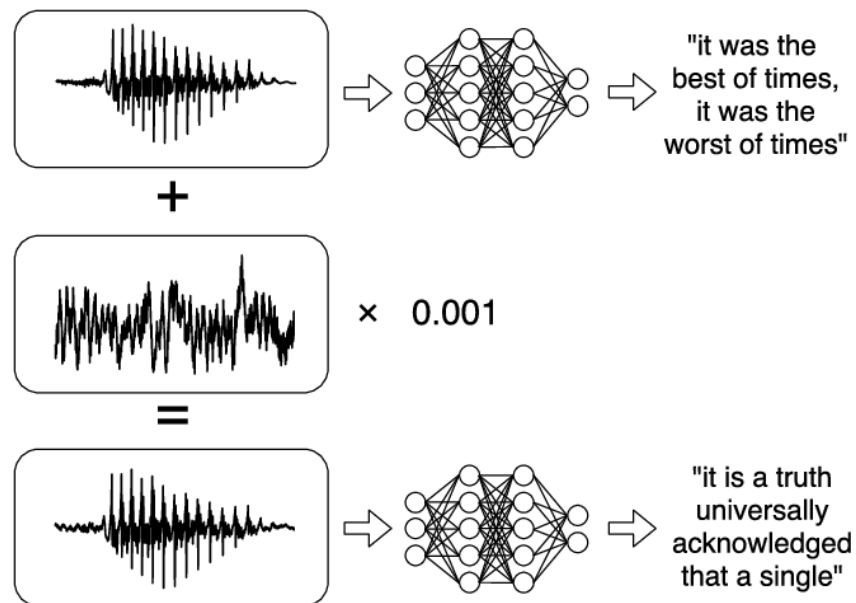 "it was the
best of times,
it was the
worst of times"
+
× 0.001
=
"it is a truth
universally
acknowledged
that a single"